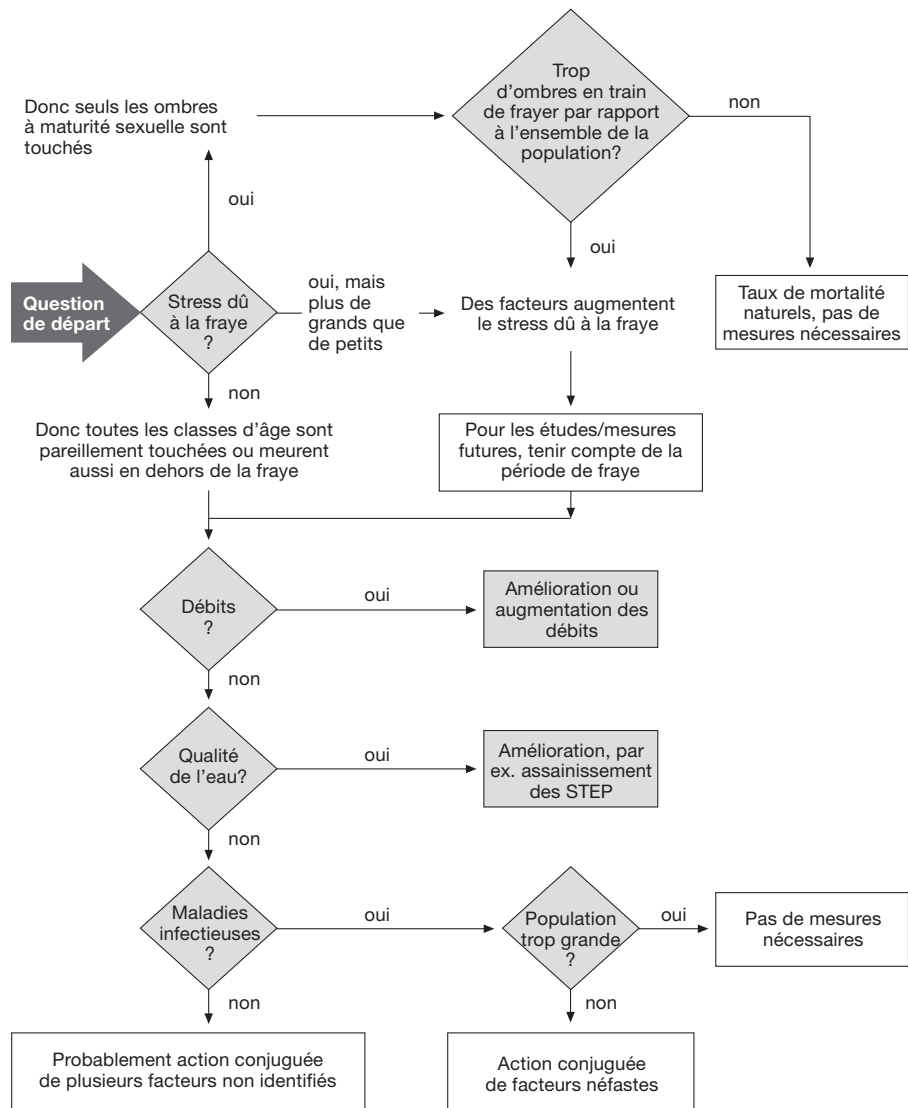 Trop
d'ombres en train
de frayer par rapport
à l'ensemble de la
population?
non
Donc seuls les ombres
à maturité sexuelle sont
touchés
oui
oui
Question
de départ
Stress dû
à la fraye
?
oui, mais
plus de
grands que
de petits
Des facteurs augmentent
le stress dû à la fraye
Taux de mortalité
naturels, pas de
mesures nécessaires
non
Donc toutes les classes d'âge sont
pareillement touchées ou meurent
aussi en dehors de la fraye
Pour les études/mesures
futures, tenir compte de la
période de fraye
Débits
?
oui
Amélioration ou
augmentation des
débits
non
Qualité
de l'eau?
oui
Amélioration, par
ex. assainissement
des STEP
non
Maladies
infectieuses
?
oui
Population
trop grande
?
oui
Pas de mesures
nécessaires
non
non
Probablement action conjuguée
de plusieurs facteurs non identifiés
Action conjuguée
de facteurs néfastes